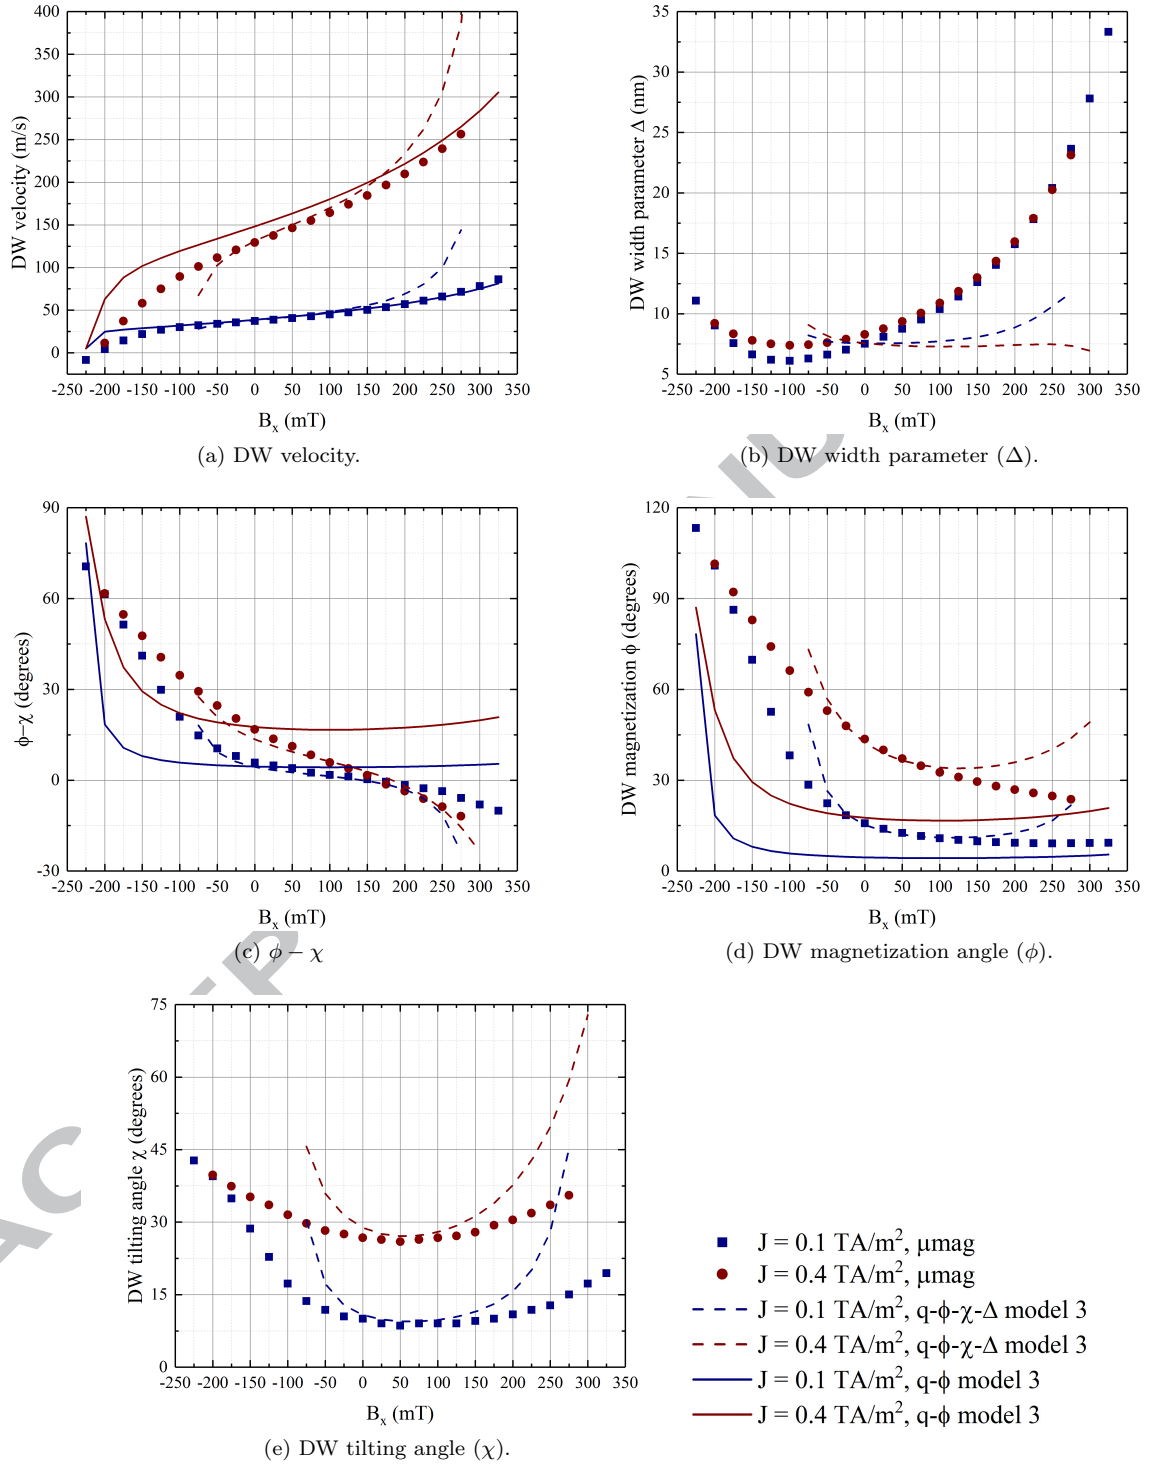 400
350
300
250
200
150
100
50
0
DW velocity (m/s)
-250 -200 -150 -100 -50 0 50 100 150 200 250 300 350
Bx (mT)
(a) DW velocity.
35
30
25
20
15
10
5
DW width parameter Δ (nm)
-250 -200 -150 -100 -50 0 50 100 150 200 250 300 350
Bx (mT)
(b) DW width parameter (Δ).
90
60
30
0
-30
ϕ−χ (degrees)
-250 -200 -150 -100 -50 0 50 100 150 200 250 300 350
Bx (mT)
(c) ϕ − χ
120
90
60
30
0
DW magnetization ϕ (degrees)
-250 -200 -150 -100 -50 0 50 100 150 200 250 300 350
Bx (mT)
(d) DW magnetization angle (ϕ).
75
60
45
30
15
0
DW tilting angle χ (degrees)
-250 -200 -150 -100 -50 0 50 100 150 200 250 300 350
Bx (mT)
(e) DW tilting angle (χ).
J = 0.1 TA/m², μmag
J = 0.4 TA/m², μmag
J = 0.1 TA/m², q-ϕ-χ-Δ model 3
J = 0.4 TA/m², q-ϕ-χ-Δ model 3
J = 0.1 TA/m², q-ϕ model 3
J = 0.4 TA/m², q-ϕ model 3